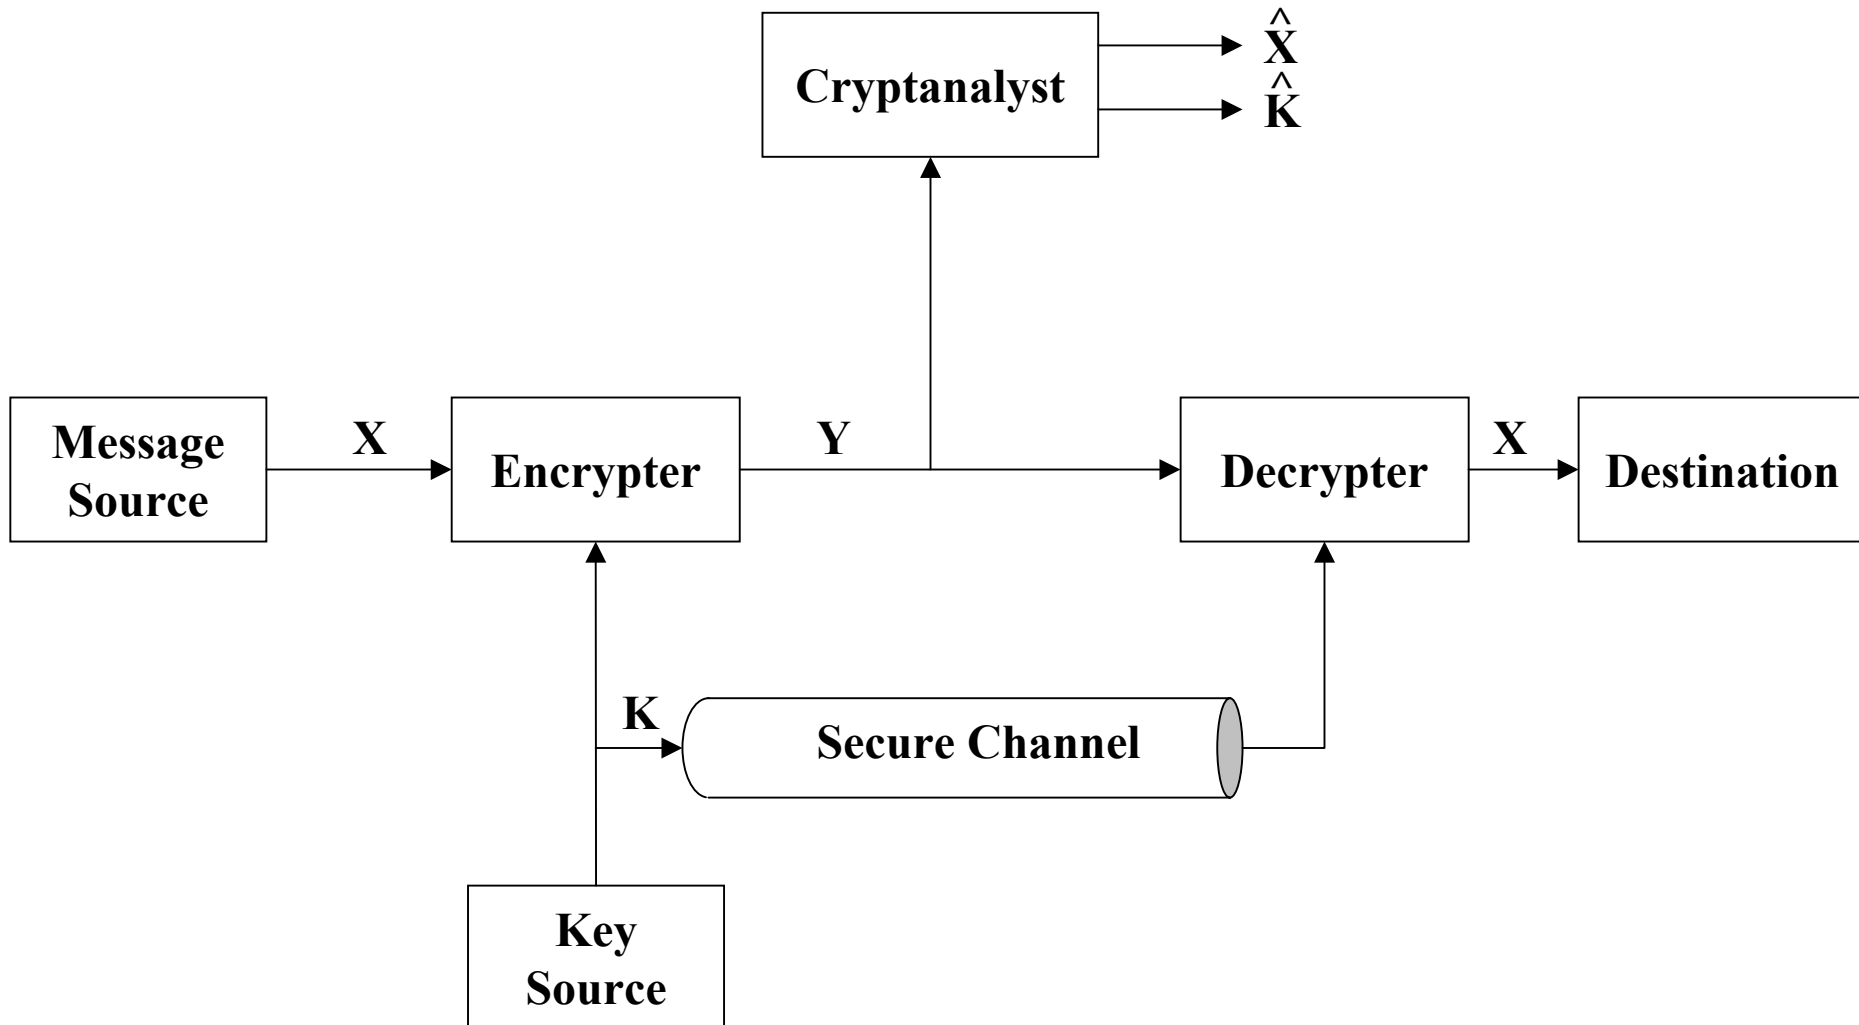 Cryptanalyst
X̂
K̂
Message
Source
X
Encrypter
Y
Decrypter
X
Destination
K
Secure Channel
Key
Source